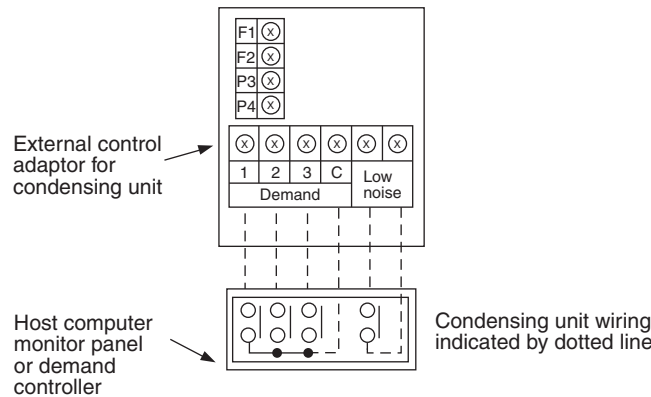 F1 X
F2 X
P3 X
P4 X
X X X X X X
1 2 3 C
Demand
Low
noise
External control
adaptor for
condensing unit
Host computer
monitor panel
or demand
controller
Condensing unit wiring
indicated by dotted line